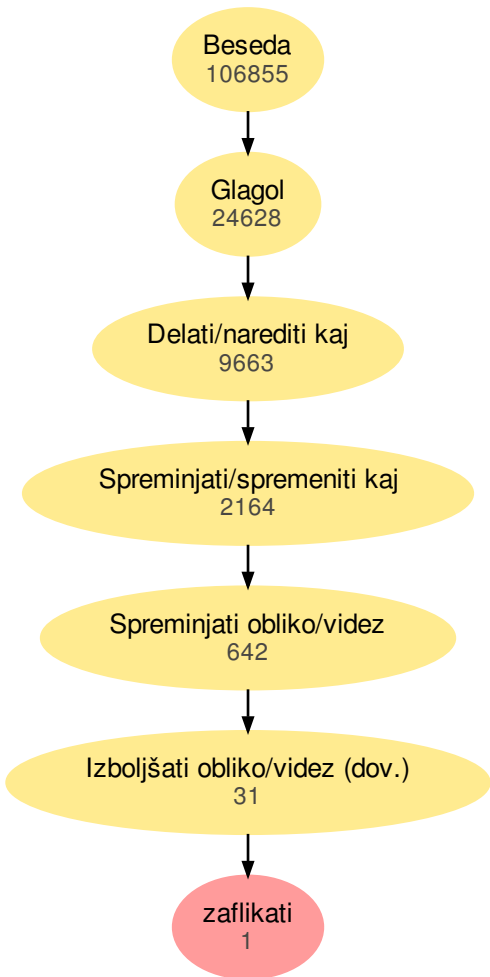 Beseda
106855
Glagol
24628
Delati/narediti kaj
9663
Spreminjati/spremeniti kaj
2164
Spreminjati obliko/videz
642
Izboljšati obliko/videz (dov.)
31
zaflikati
1